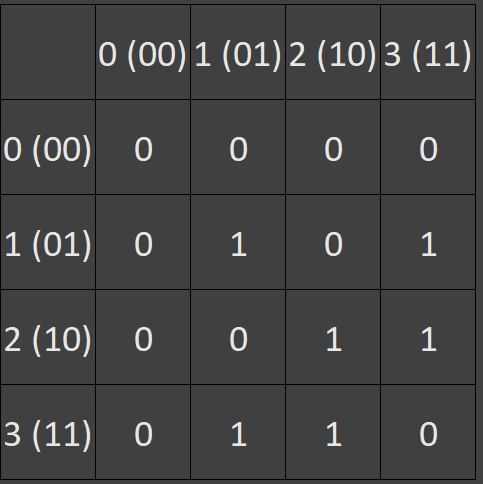 0 (00) 1 (01) 2 (10) 3 (11)
0 (00) 0 0 0 0
1 (01) 0 1 0 1
2 (10) 0 0 1 1
3 (11) 0 1 1 0